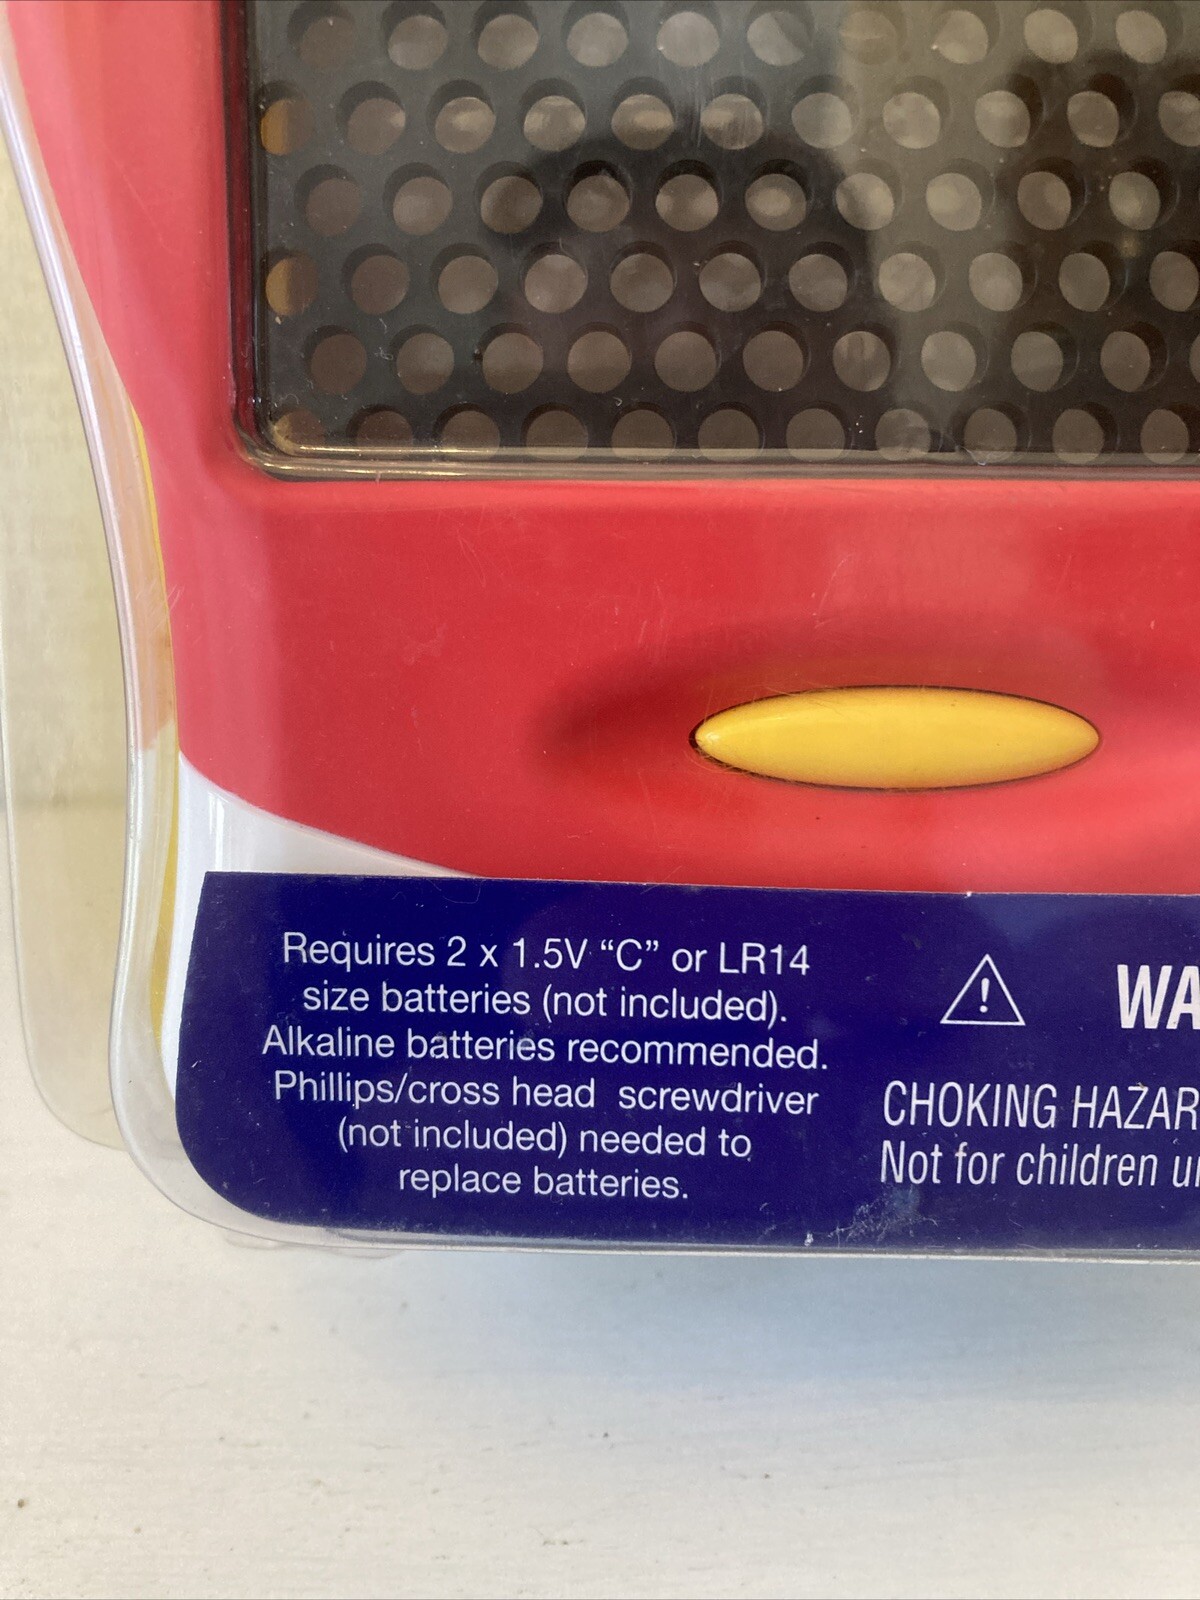 Requires 2 x 1.5V “C” or LR14
size batteries (not included).
Alkaline batteries recommended.
Phillips/cross head screwdriver
(not included) needed to
replace batteries.
WA
CHOKING HAZAR
Not for children u